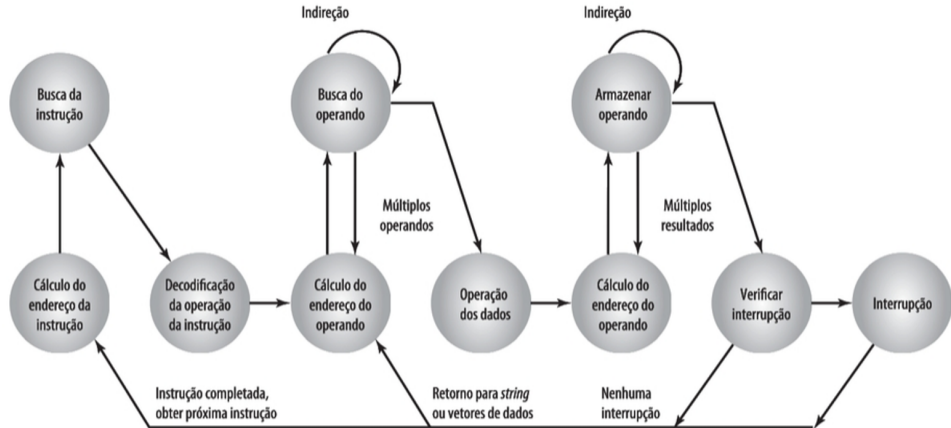 Indireção
Indireção
Busca da
instrução
Busca do
operando
Armazenar
operando
Múltiplos
operandos
Múltiplos
resultados
Cálculo do
endereço da
instrução
Decodificação
da operação
da instrução
Cálculo do
endereço do
operando
Operação
dos dados
Cálculo do
endereço do
operando
Verificar
interrupção
Interrupção
Instrução completada,
obter próxima instrução
Retorno para string
ou vetores de dados
Nenhuma
interrupção